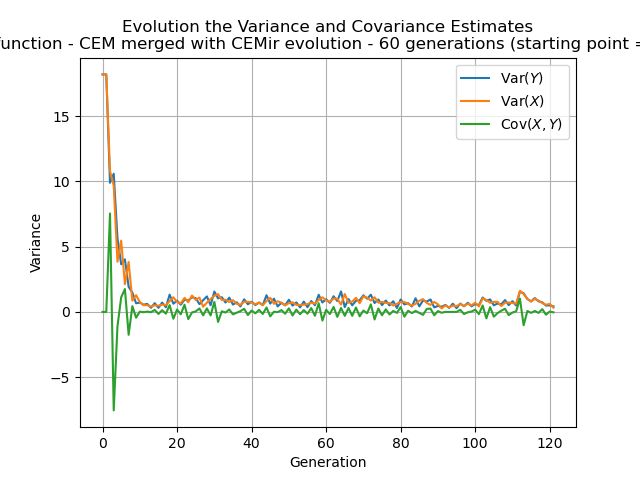 Evolution the Variance and Covariance Estimates
function - CEM merged with CEMir evolution - 60 generations (starting point =
Var(Y)
Var(X)
Cov(X, Y)
15
10
5
0
−5
Variance
0 20 40 60 80 100 120
Generation